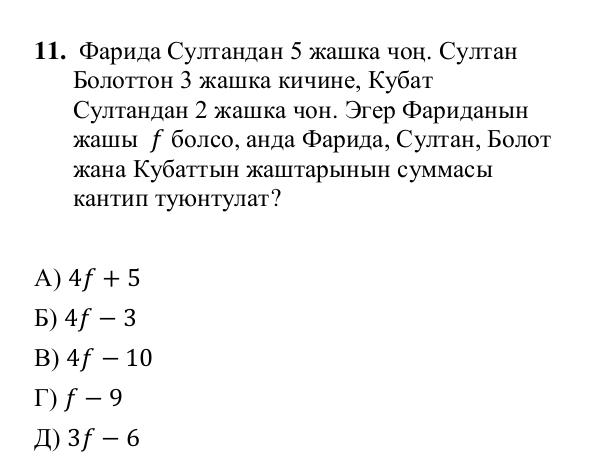 11. Фарида Султандан 5 жашка чоң. Султан
Болоттон 3 жашка кичине, Кубат
Султандан 2 жашка чон. Эгер Фариданын
жашы f болсо, анда Фарида, Султан, Болот
жана Кубаттын жаштарынын суммасы
кантип туюнтулат?
А) 4f + 5
Б) 4f − 3
В) 4f − 10
Г) f − 9
Д) 3f − 6